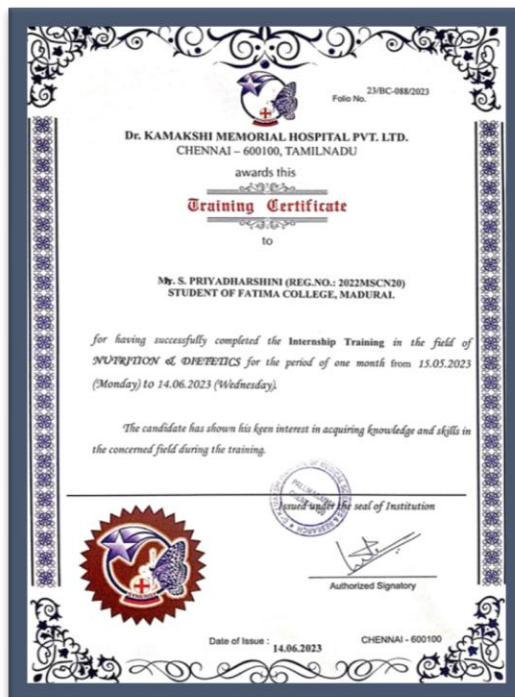 Folio No. 23/BC-088/2023
Dr. KAMAKSHI MEMORIAL HOSPITAL PVT. LTD.
CHENNAI – 600100, TAMILNADU
awards this
Training Certificate
to
S. PRIYADHARSHINI (REG.NO.: 2022MSCN20)
STUDENT OF FATIMA COLLEGE, MADURAI.
for having successfully completed the Internship Training in the field of
NUTRITION & DIETETICS for the period of one month from 15.05.2023
(Monday) to 14.06.2023 (Wednesday).
The candidate has shown his keen interest in acquiring knowledge and skills in
the concerned field during the training.
Issued under the seal of Institution
Authorized Signatory
Date of Issue : 14.06.2023
CHENNAI - 600100